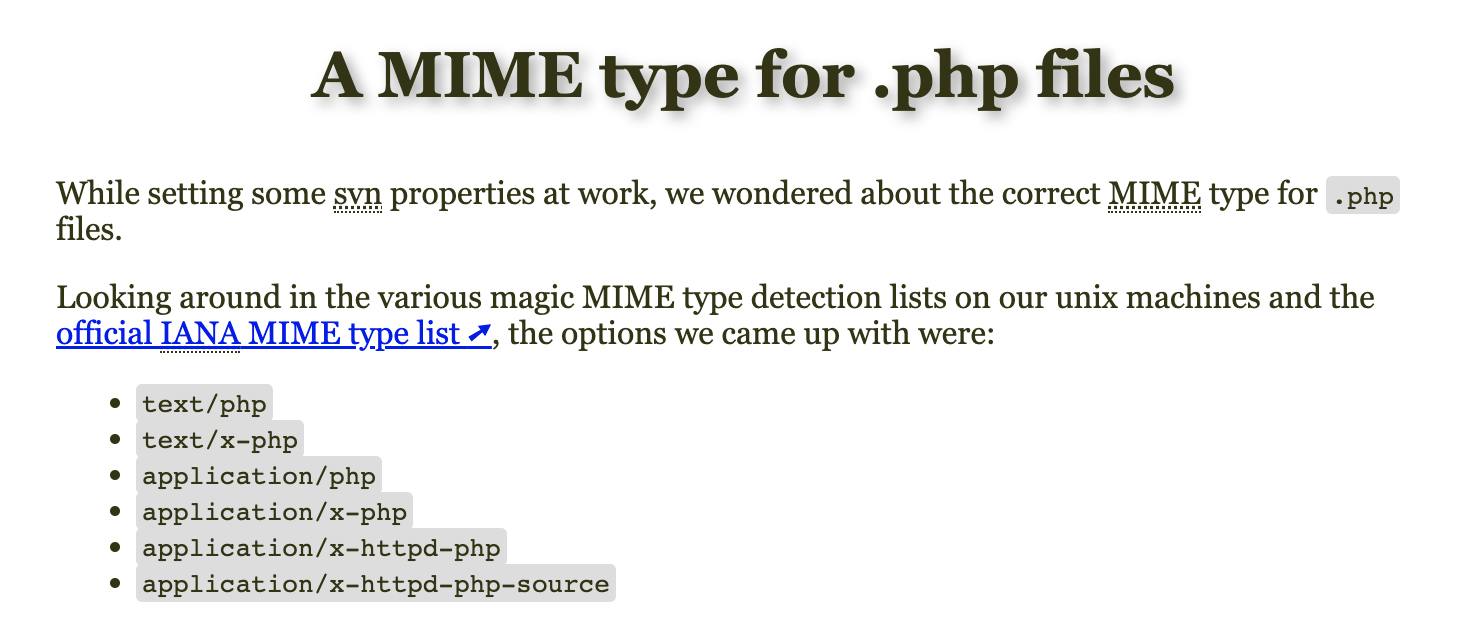 A MIME type for .php files
While setting some svn properties at work, we wondered about the correct MIME type for .php
files.
Looking around in the various magic MIME type detection lists on our unix machines and the
official IANA MIME type list ➚, the options we came up with were:
• text/php
• text/x-php
• application/php
• application/x-php
• application/x-httpd-php
• application/x-httpd-php-source